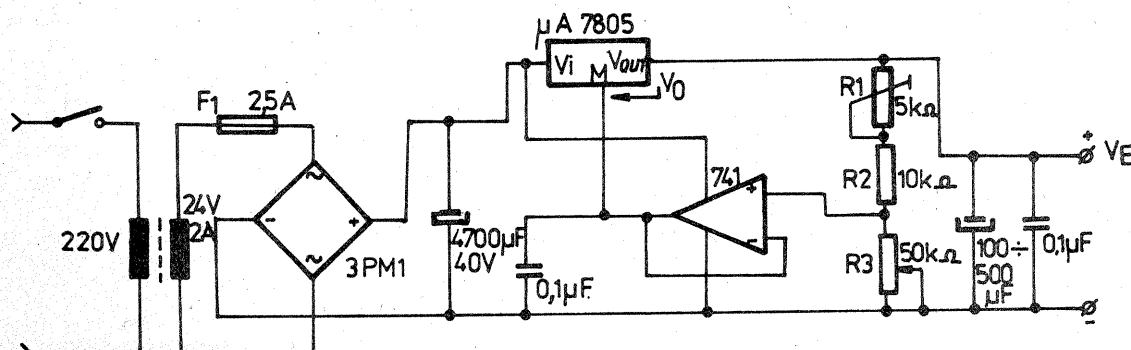 μA 7805
Vi
M
VOUT
VO
F1
2,5A
R1
5kΩ
+
VE
741
+
-
R2
10kΩ
220V
24V
2A
~
-
+
~
3PM1
4700μF
40V
0,1μF
R3
50kΩ
100÷
500
μF
0,1μF
-